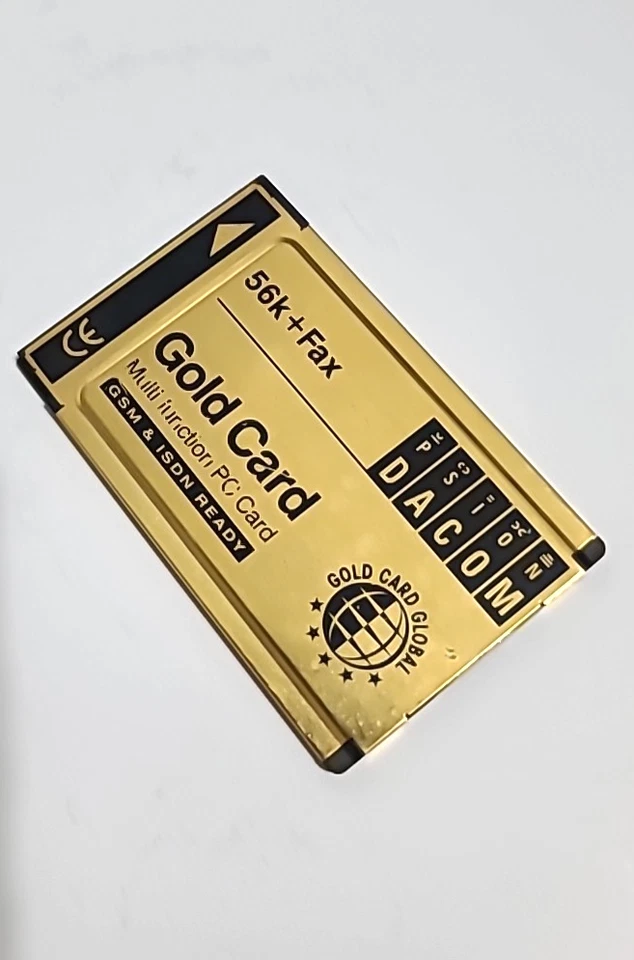 CE
56k+Fax
Gold Card
Multi function PC Card
GSM & ISDN READY
PSION
DACOM
GOLD CARD GLOBAL